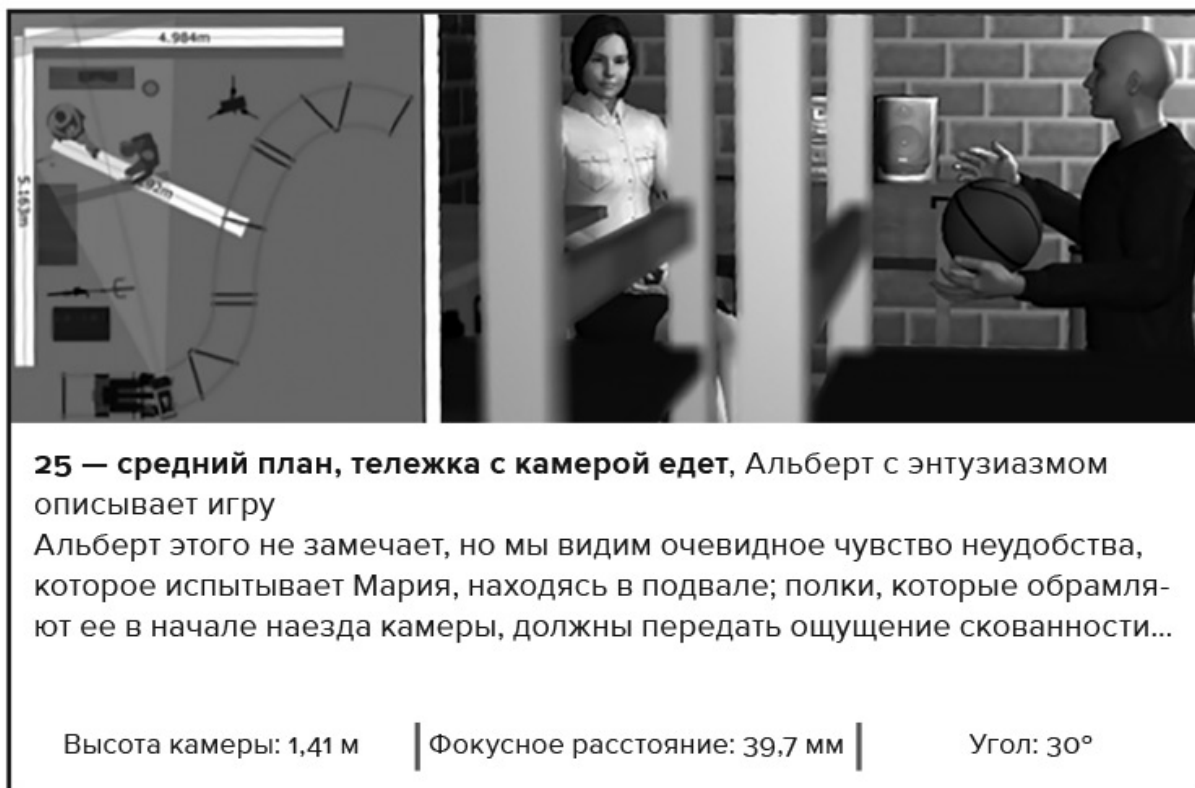 4.984m
5.163m
92m
25 — средний план, тележка с камерой едет, Альберт с энтузиазмом
описывает игру
Альберт этого не замечает, но мы видим очевидное чувство неудобства,
которое испытывает Мария, находясь в подвале; полки, которые обрамля-
ют ее в начале наезда камеры, должны передать ощущение скованности...
Высота камеры: 1,41 м
Фокусное расстояние: 39,7 мм
Угол: 30°